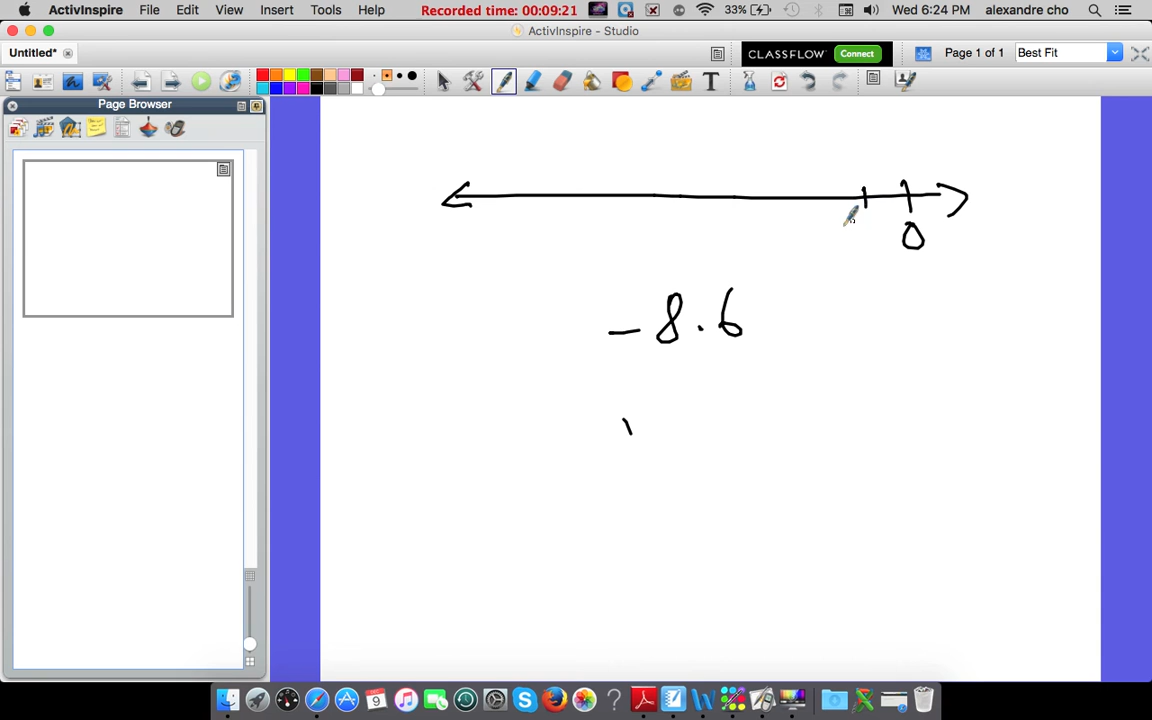 ActivInspire File Edit View Insert Tools Help Recorded time: 00:09:21 33% Wed 6:24 PM alexandre cho
ActivInspire - Studio
Untitled* CLASSFLOW Connect Page 1 of 1 Best Fit
Page Browser
0
-8.6
9